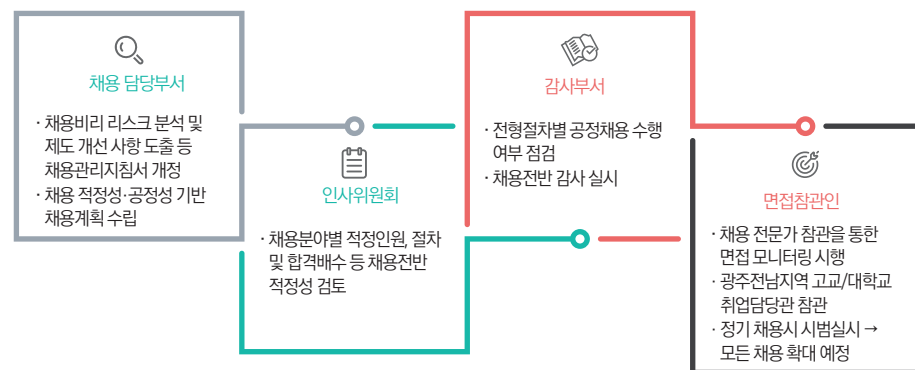 채용 담당부서
· 채용비리 리스크 분석 및
제도 개선 사항 도출 등
채용관리지침서 개정
· 채용 적정성·공정성 기반
채용계획 수립
인사위원회
· 채용분야별 적정인원, 절차
및 합격배수 등 채용전반
적정성 검토
감사부서
· 전형절차별 공정채용 수행
여부 점검
· 채용전반 감사 실시
면접참관인
· 채용 전문가 참관을 통한
면접 모니터링 시행
· 광주전남지역 고교/대학교
취업담당관 참관
· 정기 채용시 시범실시 →
모든 채용 확대 예정